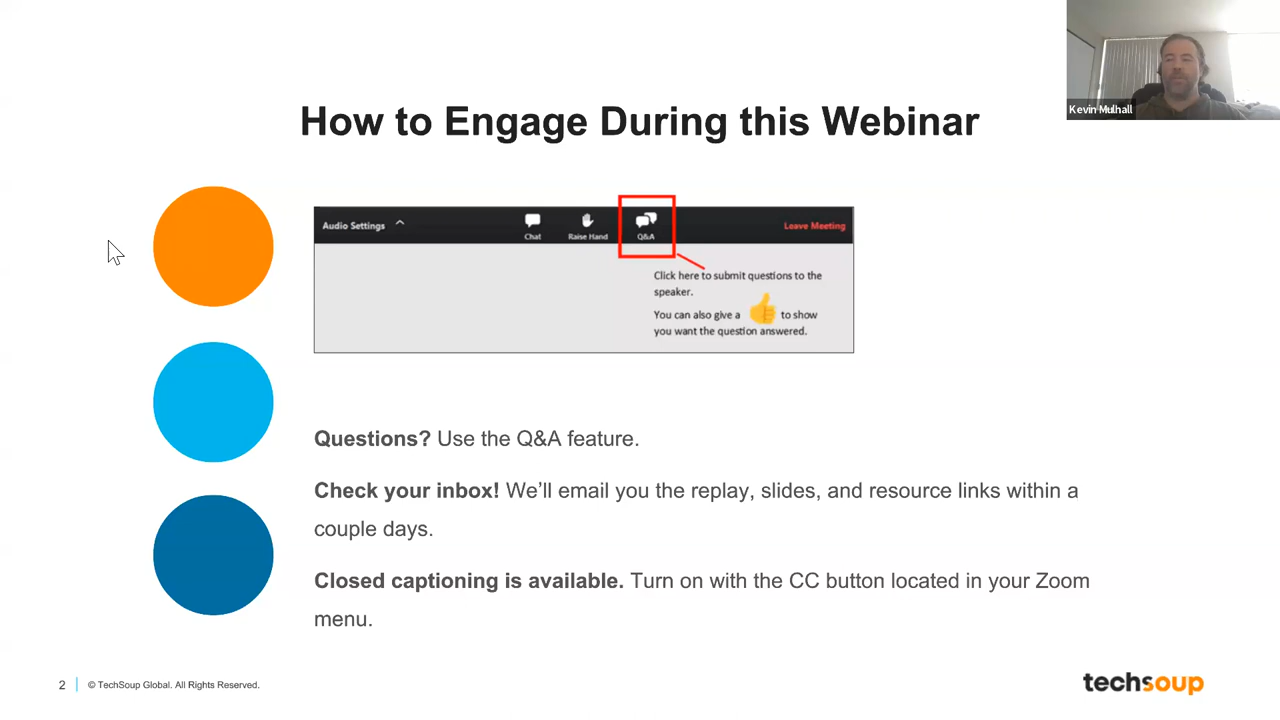 Kevin Mulhall
How to Engage During this Webinar
Audio Settings
Chat
Raise Hand
Q&A
Leave Meeting
Click here to submit questions to the
speaker.
You can also give a to show
you want the question answered.
Questions? Use the Q&A feature.
Check your inbox! We’ll email you the replay, slides, and resource links within a
couple days.
Closed captioning is available. Turn on with the CC button located in your Zoom
menu.
2
© TechSoup Global. All Rights Reserved.
techsoup